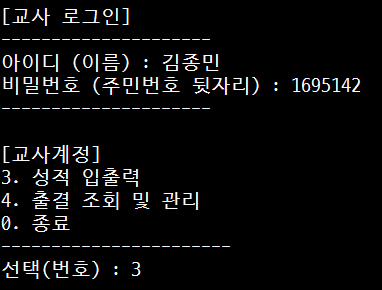 [교사 로그인]
---------------------
아이디 (이름) : 김종민
비밀번호 (주민번호 뒷자리) : 1695142
---------------------
[교사계정]
3. 성적 입출력
4. 출결 조회 및 관리
0. 종료
-----------------------
선택(번호) : 3